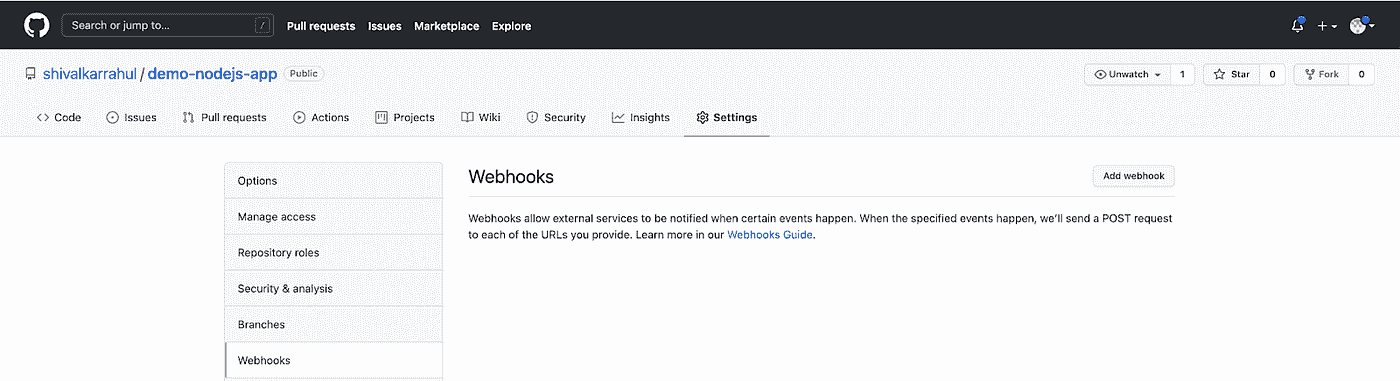 Search or jump to... /
Pull requests Issues Marketplace Explore
shivalkarrahul / demo-nodejs-app Public
Unwatch 1 Star 0 Fork 0
Code Issues Pull requests Actions Projects Wiki Security Insights Settings
Options
Manage access
Repository roles
Security & analysis
Branches
Webhooks
Webhooks
Add webhook
Webhooks allow external services to be notified when certain events happen. When the specified events happen, we'll send a POST request
to each of the URLs you provide. Learn more in our Webhooks Guide.